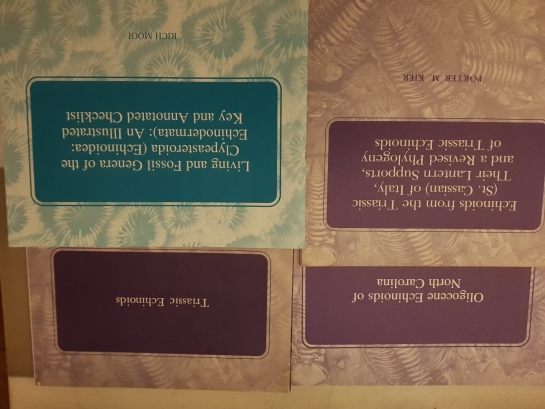 RICH MOOI
Living and Fossil Genera of the
Clypeasteroida (Echinoidea:
Echinodermata): An Illustrated
Key and Annotated Checklist
PORTER M. KIER
Echinoids from the Triassic
(St. Cassian) of Italy,
Their Lantern Supports,
and a Revised Phylogeny
of Triassic Echinoids
Triassic Echinoids
Oligocene Echinoids of
North Carolina